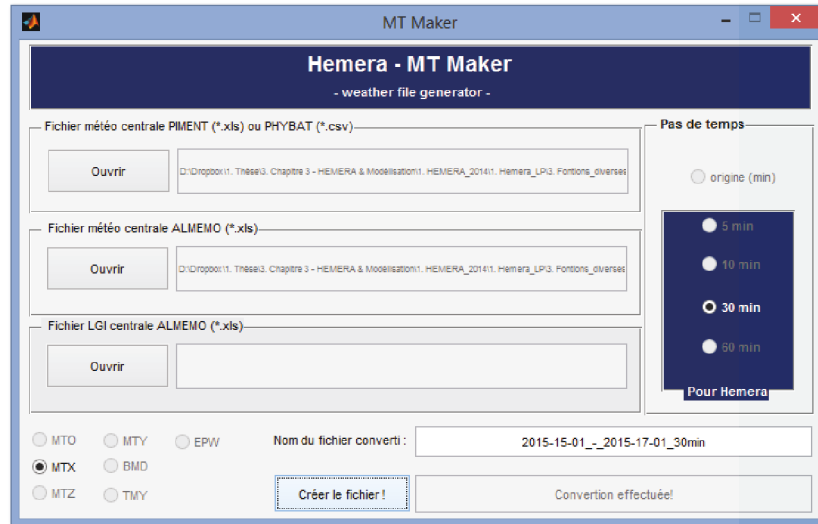 MT Maker
Hemera - MT Maker
- weather file generator -
Fichier météo centrale PIMENT (*.xls) ou PHYBAT (*.csv)
Ouvrir
D:\Dropbox\1. Thèse\3. Chapitre 3 - HEMERA & Modélisation\1. HEMERA_2014\1. Hemera_LP\3. Fontions_diverses
Fichier météo centrale ALMEMO (*.xls)
Ouvrir
D:\Dropbox\1. Thèse\3. Chapitre 3 - HEMERA & Modélisation\1. HEMERA_2014\1. Hemera_LP\3. Fontions_diverses
Fichier LGI centrale ALMEMO (*.xls)
Ouvrir
Pas de temps
origine (min)
5 min
10 min
30 min
60 min
Pour Hemera
MTO
MTY
EPW
MTX
BMD
MTZ
TMY
Nom du fichier converti :
2015-15-01_-_2015-17-01_30min
Créer le fichier !
Convertion effectuée!